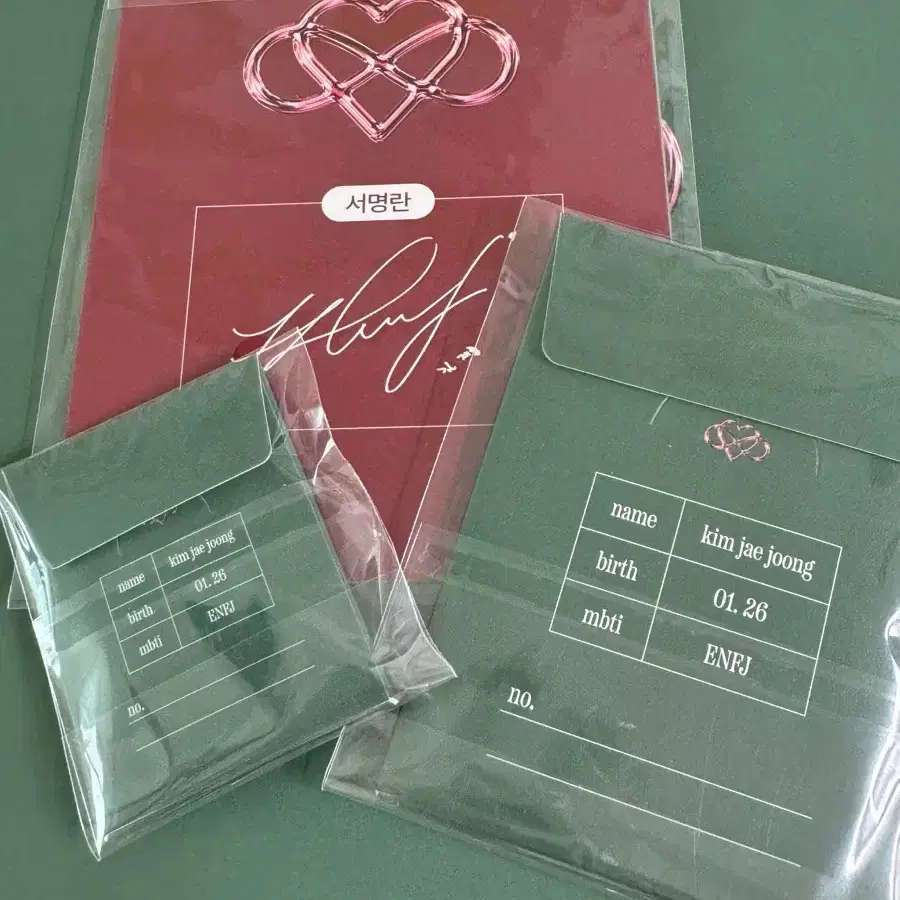 서명란
name kim jae joong
birth 01. 26
mbti ENFJ
no.
name kim jae joong
birth 01. 26
mbti ENFJ
no.